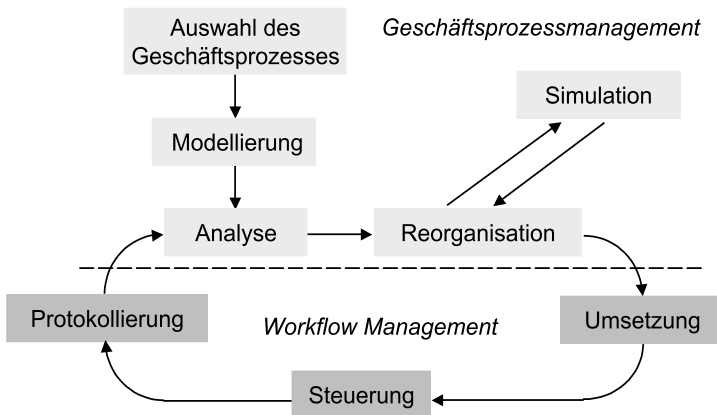 Auswahl des
Geschäftsprozesses
Geschäftsprozessmanagement
Simulation
Modellierung
Analyse
Reorganisation
Protokollierung
Workflow Management
Umsetzung
Steuerung